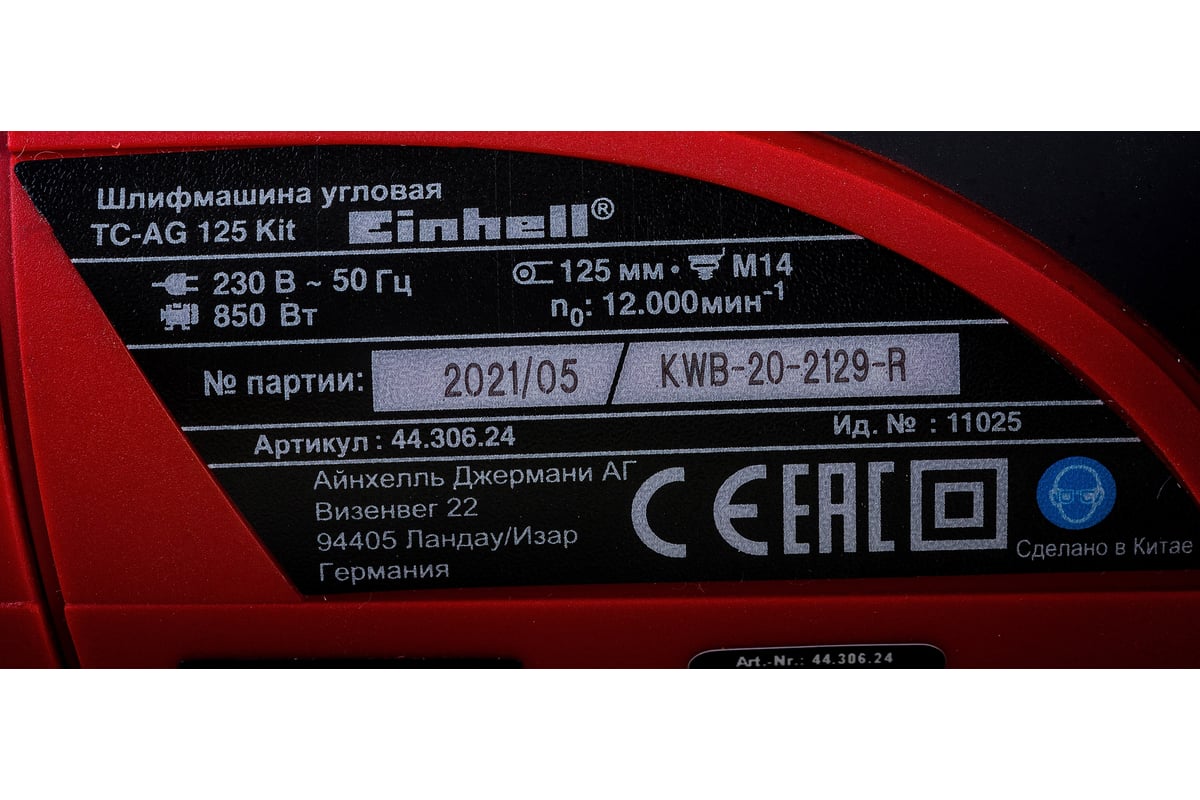 Шлифмашина угловая
TC-AG 125 Kit Einhell®
230 В ~ 50 Гц 125 мм · M14
850 Вт n0: 12.000мин-1
№ партии: 2021/05 / KWB-20-2129-R
Артикул : 44.306.24 Ид. № : 11025
Айнхелль Джермани АГ
Визенвег 22
94405 Ландау/Изар
Германия
CE EAC
Сделано в Китае
Art.-Nr.: 44.306.24